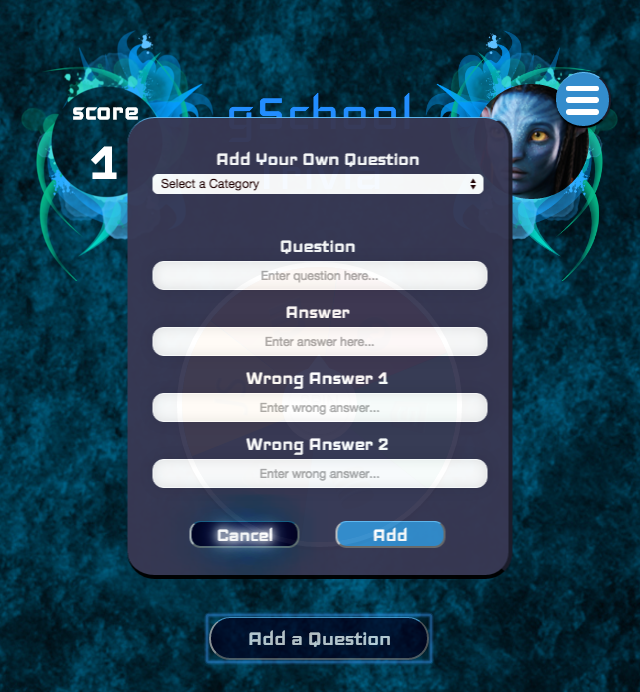 score
1
gSchool
Add Your Own Question
Select a Category
Question
Enter question here...
Answer
Enter answer here...
Wrong Answer 1
Enter wrong answer...
Wrong Answer 2
Enter wrong answer...
Cancel
Add
Add a Question